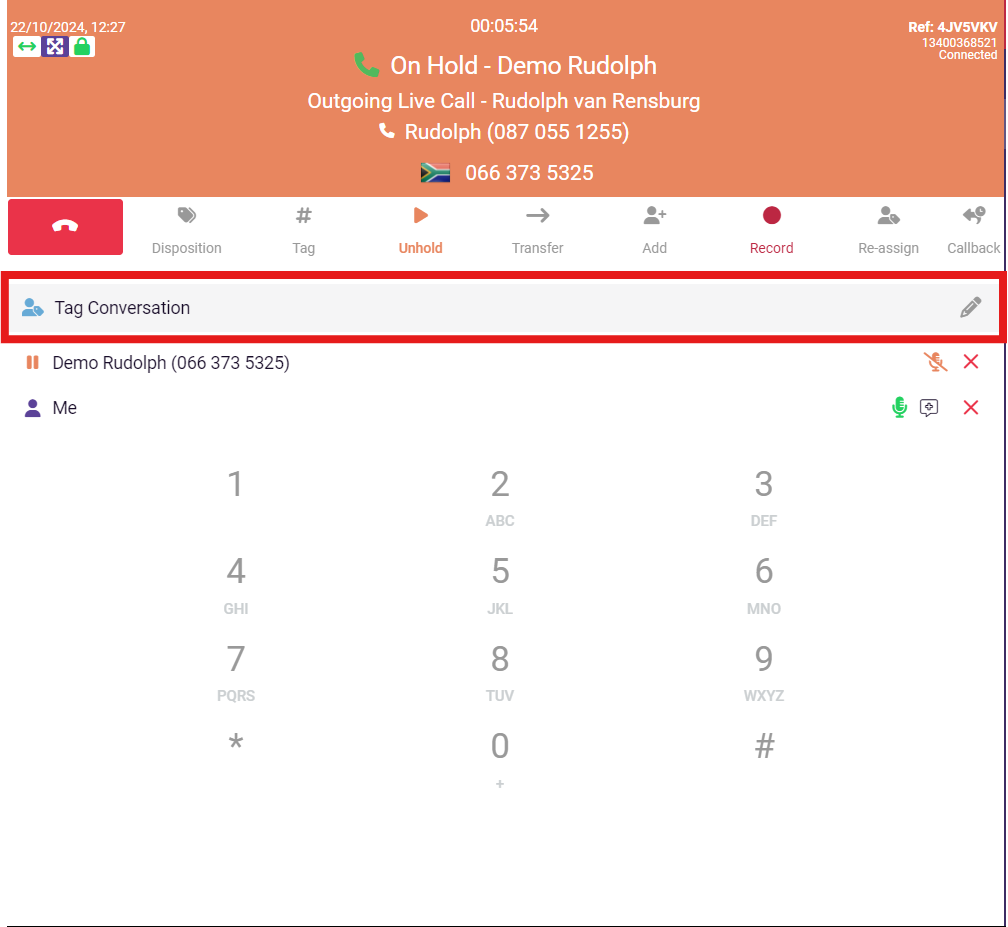 22/10/2024, 12:27
00:05:54
Ref: 4JV5VKV
13400368521
Connected
On Hold - Demo Rudolph
Outgoing Live Call - Rudolph van Rensburg
Rudolph (087 055 1255)
066 373 5325
Disposition
Tag
Unhold
Transfer
Add
Record
Re-assign
Callback
Tag Conversation
Demo Rudolph (066 373 5325)
Me
1 2 3
ABC DEF
4 5 6
GHI JKL MNO
7 8 9
PQRS TUV WXYZ
* 0 #
+